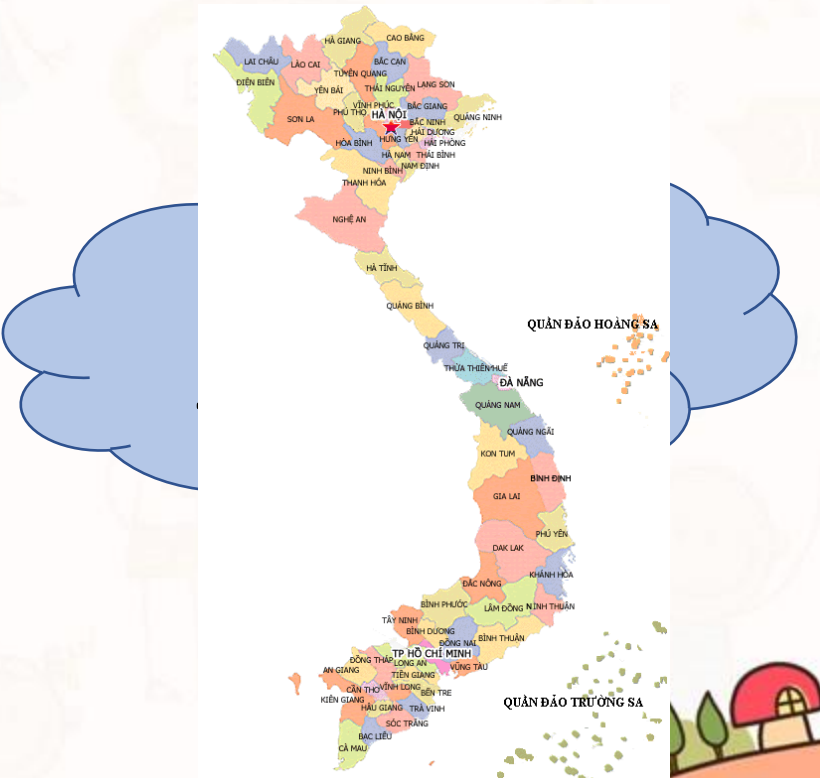 HÀ GIANG
CAO BẰNG
LAI CHÂU
LÀO CAI
BẮC CẠN
ĐIỆN BIÊN
TUYÊN QUANG
YÊN BÁI
THÁI NGUYÊN
LẠNG SƠN
PHÚ THỌ
VĨNH PHÚC
BẮC GIANG
SƠN LA
HÀ NỘI
BẮC NINH
QUẢNG NINH
HẢI DƯƠNG
HÒA BÌNH
HƯNG YÊN
HẢI PHÒNG
HÀ NAM
THÁI BÌNH
NINH BÌNH
NAM ĐỊNH
THANH HÓA
NGHỆ AN
HÀ TĨNH
QUẢNG BÌNH
QUẦN ĐẢO HOÀNG SA
QUẢNG TRỊ
THỪA THIÊN HUẾ
ĐÀ NẴNG
QUẢNG NAM
QUẢNG NGÃI
KON TUM
BÌNH ĐỊNH
GIA LAI
PHÚ YÊN
DAK LAK
KHÁNH HÒA
ĐẮC NÔNG
BÌNH PHƯỚC
LÂM ĐỒNG
NINH THUẬN
TÂY NINH
BÌNH DƯƠNG
ĐỒNG NAI
BÌNH THUẬN
TP HỒ CHÍ MINH
ĐỒNG THÁP
LONG AN
VŨNG TÀU
AN GIANG
TIỀN GIANG
CẦN THƠ
VĨNH LONG
BẾN TRE
KIÊN GIANG
HẬU GIANG
TRÀ VINH
QUẦN ĐẢO TRƯỜNG SA
SÓC TRĂNG
BẠC LIÊU
CÀ MAU